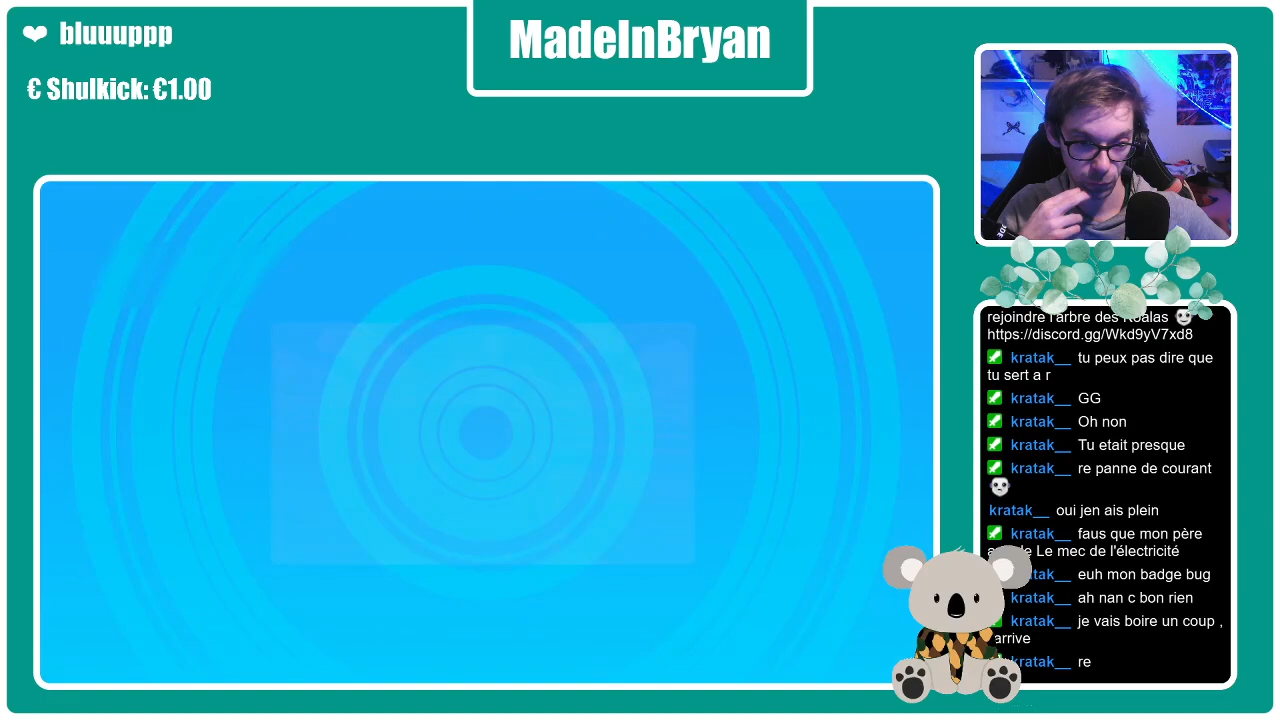 bluuuppp
€ Shulkick: €1.00
MadeInBryan
rejoindre l'arbre des Koalas
https://discord.gg/Wkd9yV7xd8
kratak__ tu peux pas dire que
tu sert a r
kratak__ GG
kratak__ Oh non
kratak__ Tu etait presque
kratak__ re panne de courant
kratak__ oui jen ais plein
kratak__ faus que mon père
Le mec de l'électricité
euh mon badge bug
kratak__ ah nan c bon rien
kratak__ je vais boire un coup ,
arrive
kratak__ re